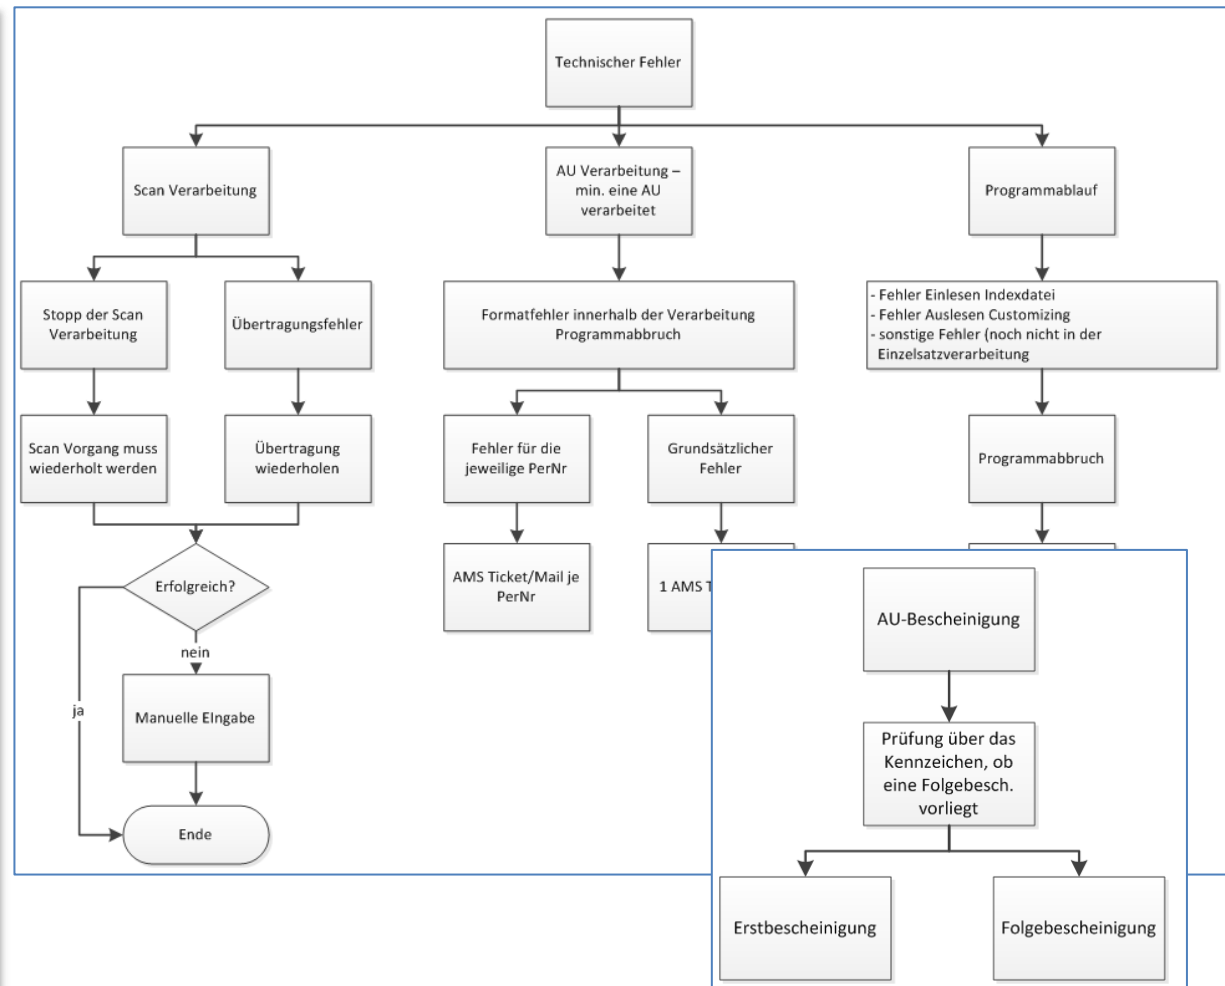 Technischer Fehler
Scan Verarbeitung
AU Verarbeitung –
min. eine AU
verarbeitet
Programmablauf
Stopp der Scan
Verarbeitung
Übertragungsfehler
Formatfehler innerhalb der Verarbeitung
Programmabbruch
- Fehler Einlesen Indexdatei
- Fehler Auslesen Customizing
- sonstige Fehler (noch nicht in der
Einzelsatzverarbeitung
Scan Vorgang muss
wiederholt werden
Übertragung
wiederholen
Fehler für die
jeweilige PerNr
Grundsätzlicher
Fehler
Programmabbruch
Erfolgreich?
AMS Ticket/Mail je
PerNr
1 AMS
nein
ja
Manuelle EIngabe
Ende
AU-Bescheinigung
Prüfung über das
Kennzeichen, ob
eine Folgebesch.
vorliegt
Erstbescheinigung
Folgebescheinigung